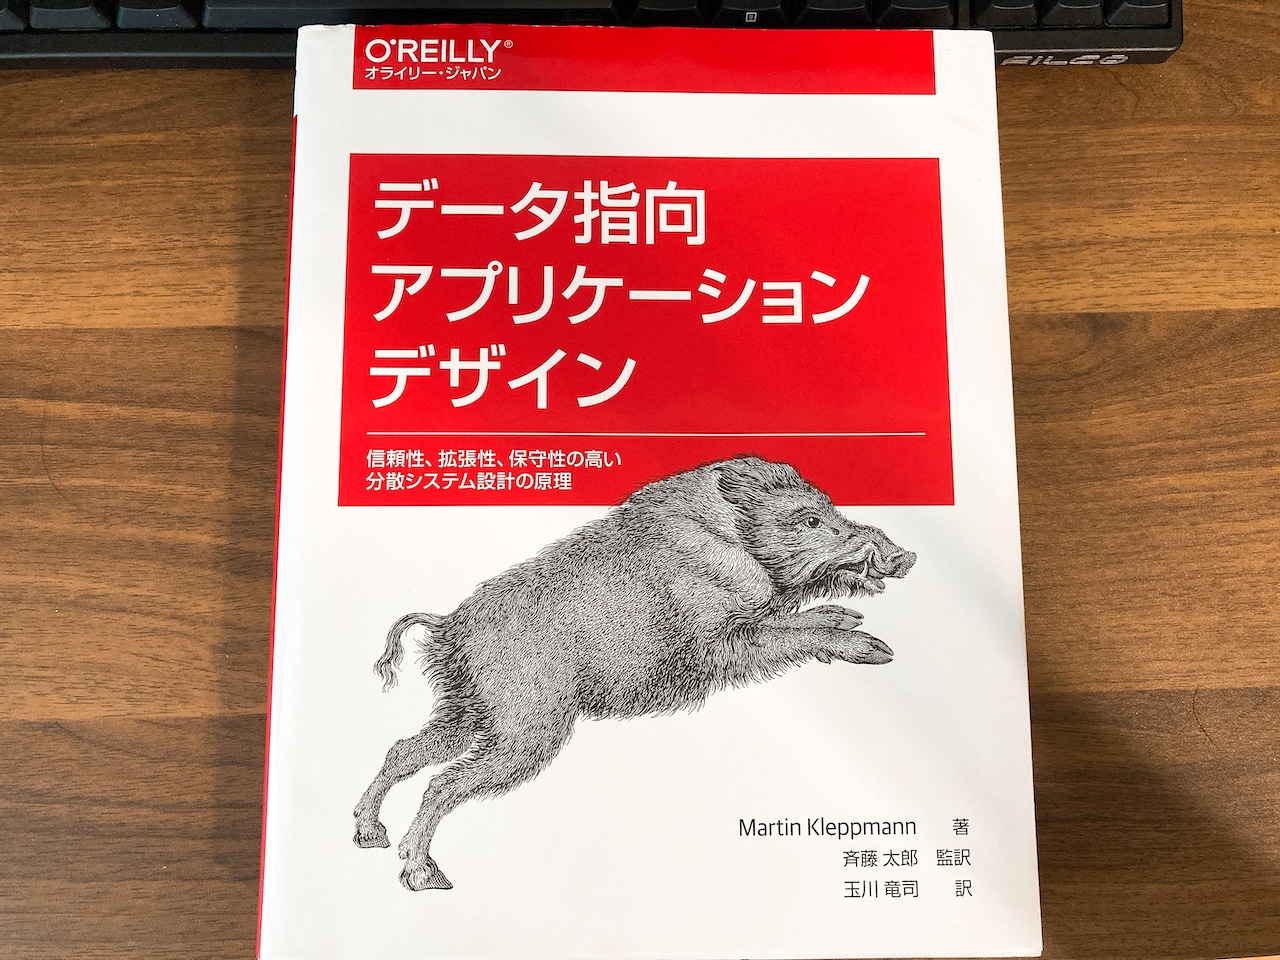 FILCO
O'REILLY®
オライリー・ジャパン
データ指向
アプリケーション
デザイン
信頼性、拡張性、保守性の高い
分散システム設計の原理
Martin Kleppmann 著
斉藤 太郎 監訳
玉川 竜司 訳